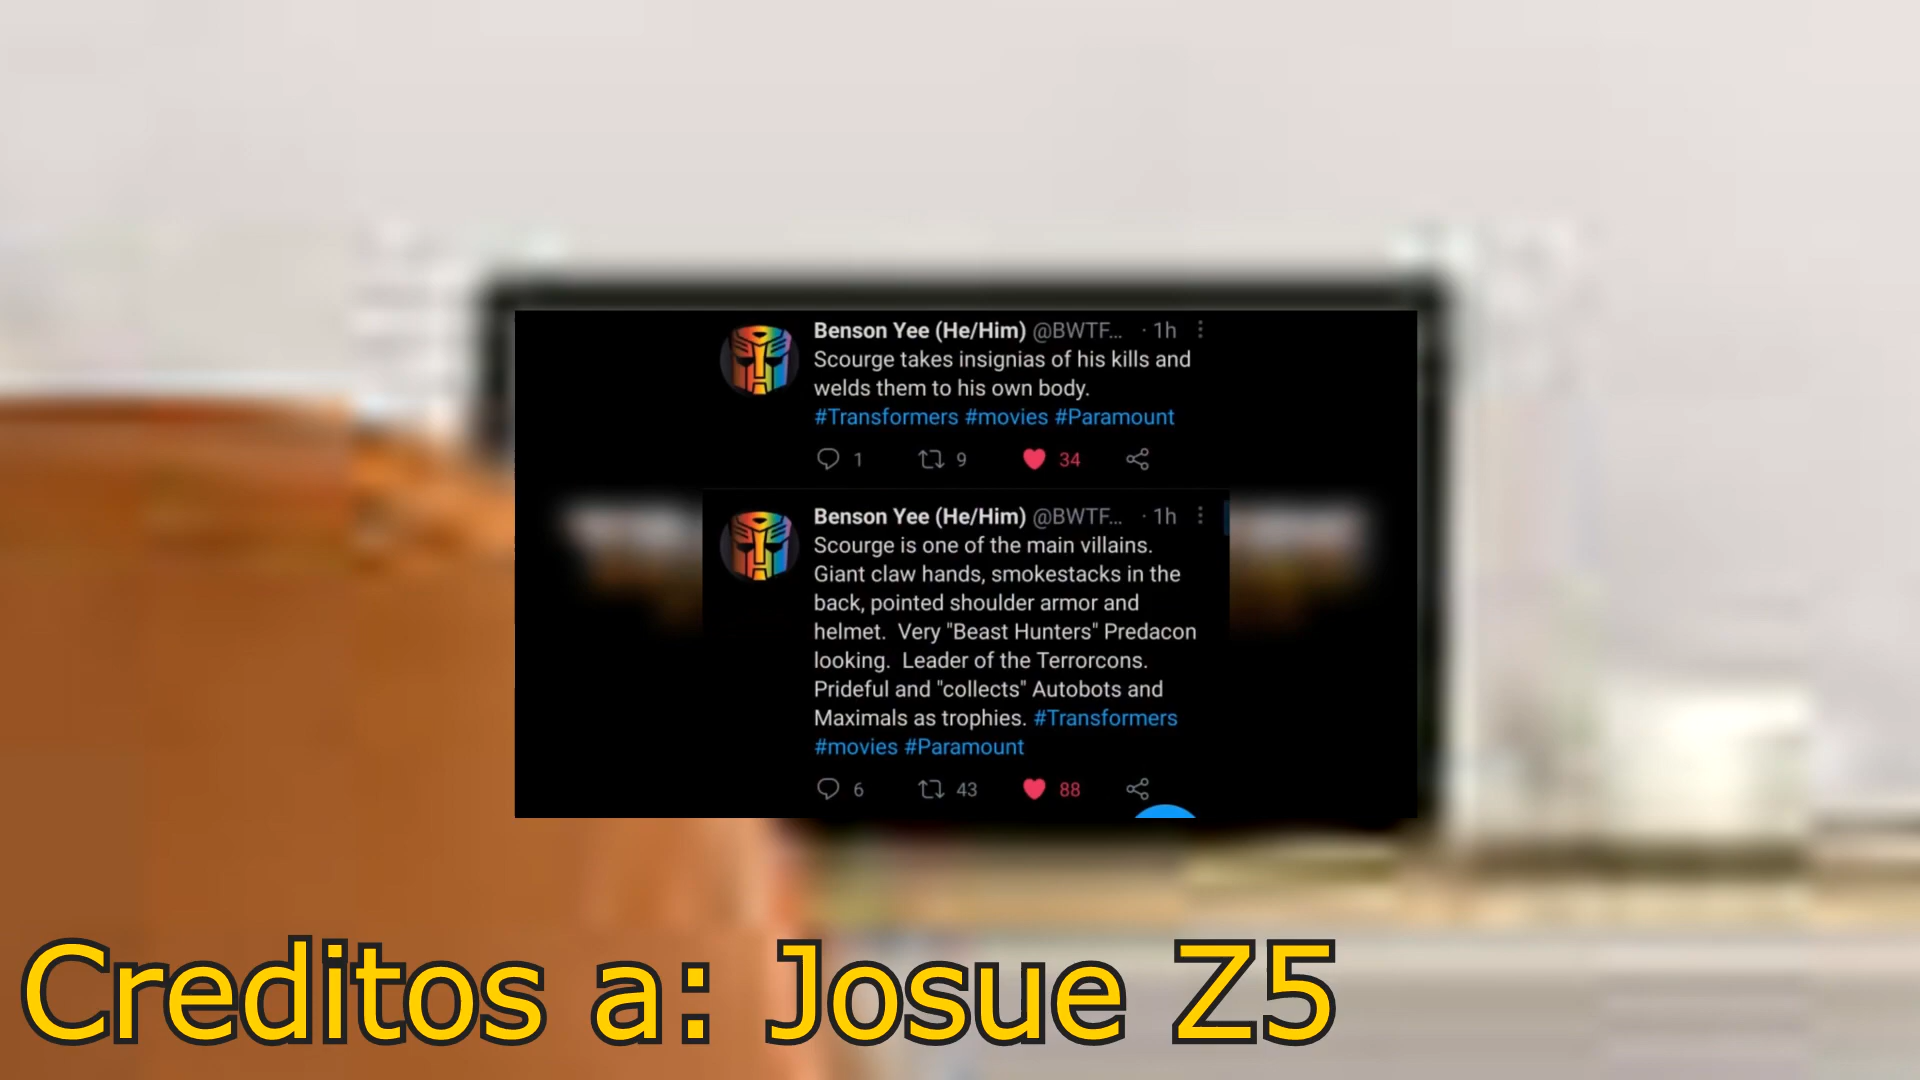 Benson Yee (He/Him) @BWTF... · 1h
Scourge takes insignias of his kills and
welds them to his own body.
#Transformers #movies #Paramount
1 9 34
Benson Yee (He/Him) @BWTF... · 1h
Scourge is one of the main villains.
Giant claw hands, smokestacks in the
back, pointed shoulder armor and
helmet. Very "Beast Hunters" Predacon
looking. Leader of the Terrorcons.
Prideful and "collects" Autobots and
Maximals as trophies. #Transformers
#movies #Paramount
6 43 88
Creditos a: Josue Z5